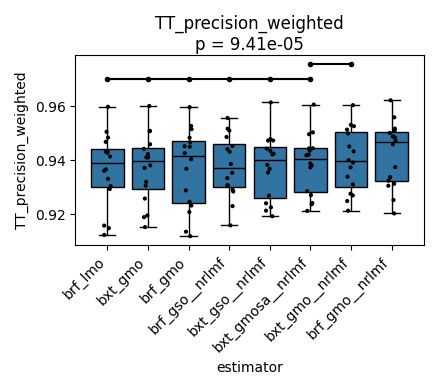 TT_precision_weighted
p = 9.41e-05
TT_precision_weighted
0.96
0.94
0.92
brf_lmo
bxt_gmo
brf_gmo
brf_gso__nrlmf
bxt_gso__nrlmf
bxt_gmosa__nrlmf
bxt_gmo__nrlmf
brf_gmo__nrlmf
estimator